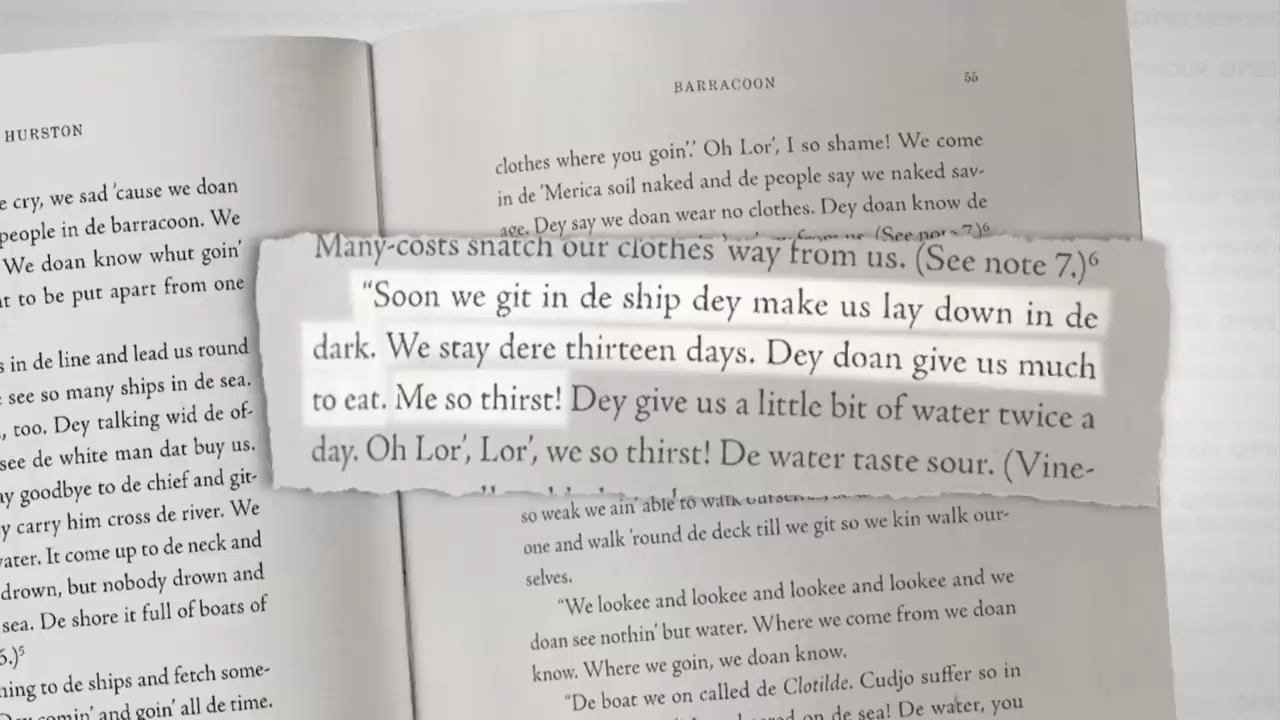 HURSTON
e cry, we sad 'cause we doan
people in de barracoon. We
We doan know whut goin'
to be put apart from one
in de line and lead us round
see so many ships in de sea.
, too. Dey talking wid de of-
see de white man dat buy us.
goodbye to de chief and git-
carry him cross de river. We
water. It come up to de neck and
drown, but nobody drown and
sea. De shore it full of boats of
6.)⁵
to de ships and fetch some-
comin' and goin' all de time.
BARRACOON 55
clothes where you goin'.' Oh Lor', I so shame! We come
in de 'Merica soil naked and de people say we naked sav-
age. Dey say we doan wear no clothes. Dey doan know de
Many-costs snatch our clothes 'way from us. (See note 7.)⁶
“Soon we git in de ship dey make us lay down in de
dark. We stay dere thirteen days. Dey doan give us much
to eat. Me so thirst! Dey give us a little bit of water twice a
day. Oh Lor', Lor', we so thirst! De water taste sour. (Vine-
so weak we ain' able to walk
one and walk 'round de deck till we git so we kin walk our-
selves.
“We lookee and lookee and lookee and lookee and we
doan see nothin' but water. Where we come from we doan
know. Where we goin, we doan know.
“De boat we on called de Clotilde. Cudjo suffer so in
on de sea! De water, you